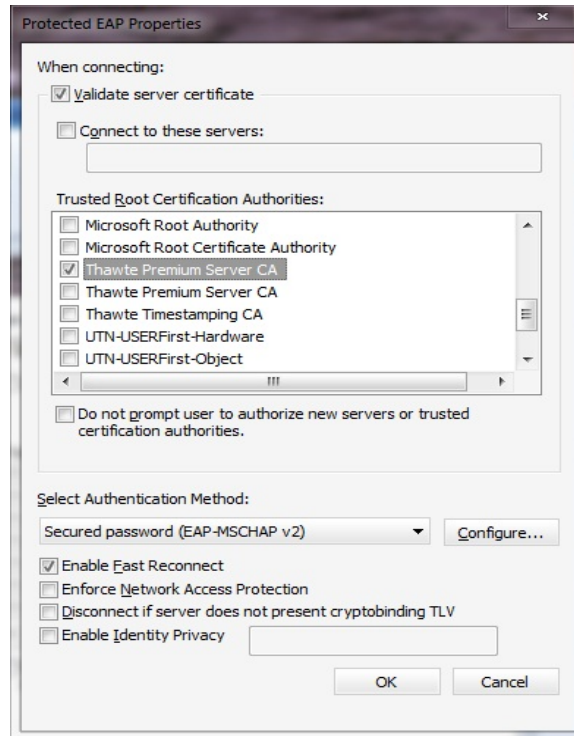 Protected EAP Properties
When connecting:
Validate server certificate
Connect to these servers:
Trusted Root Certification Authorities:
Microsoft Root Authority
Microsoft Root Certificate Authority
Thawte Premium Server CA
Thawte Premium Server CA
Thawte Timestamping CA
UTN-USERFirst-Hardware
UTN-USERFirst-Object
Do not prompt user to authorize new servers or trusted
certification authorities.
Select Authentication Method:
Secured password (EAP-MSCHAP v2)
Configure...
Enable Fast Reconnect
Enforce Network Access Protection
Disconnect if server does not present cryptobinding TLV
Enable Identity Privacy
OK
Cancel